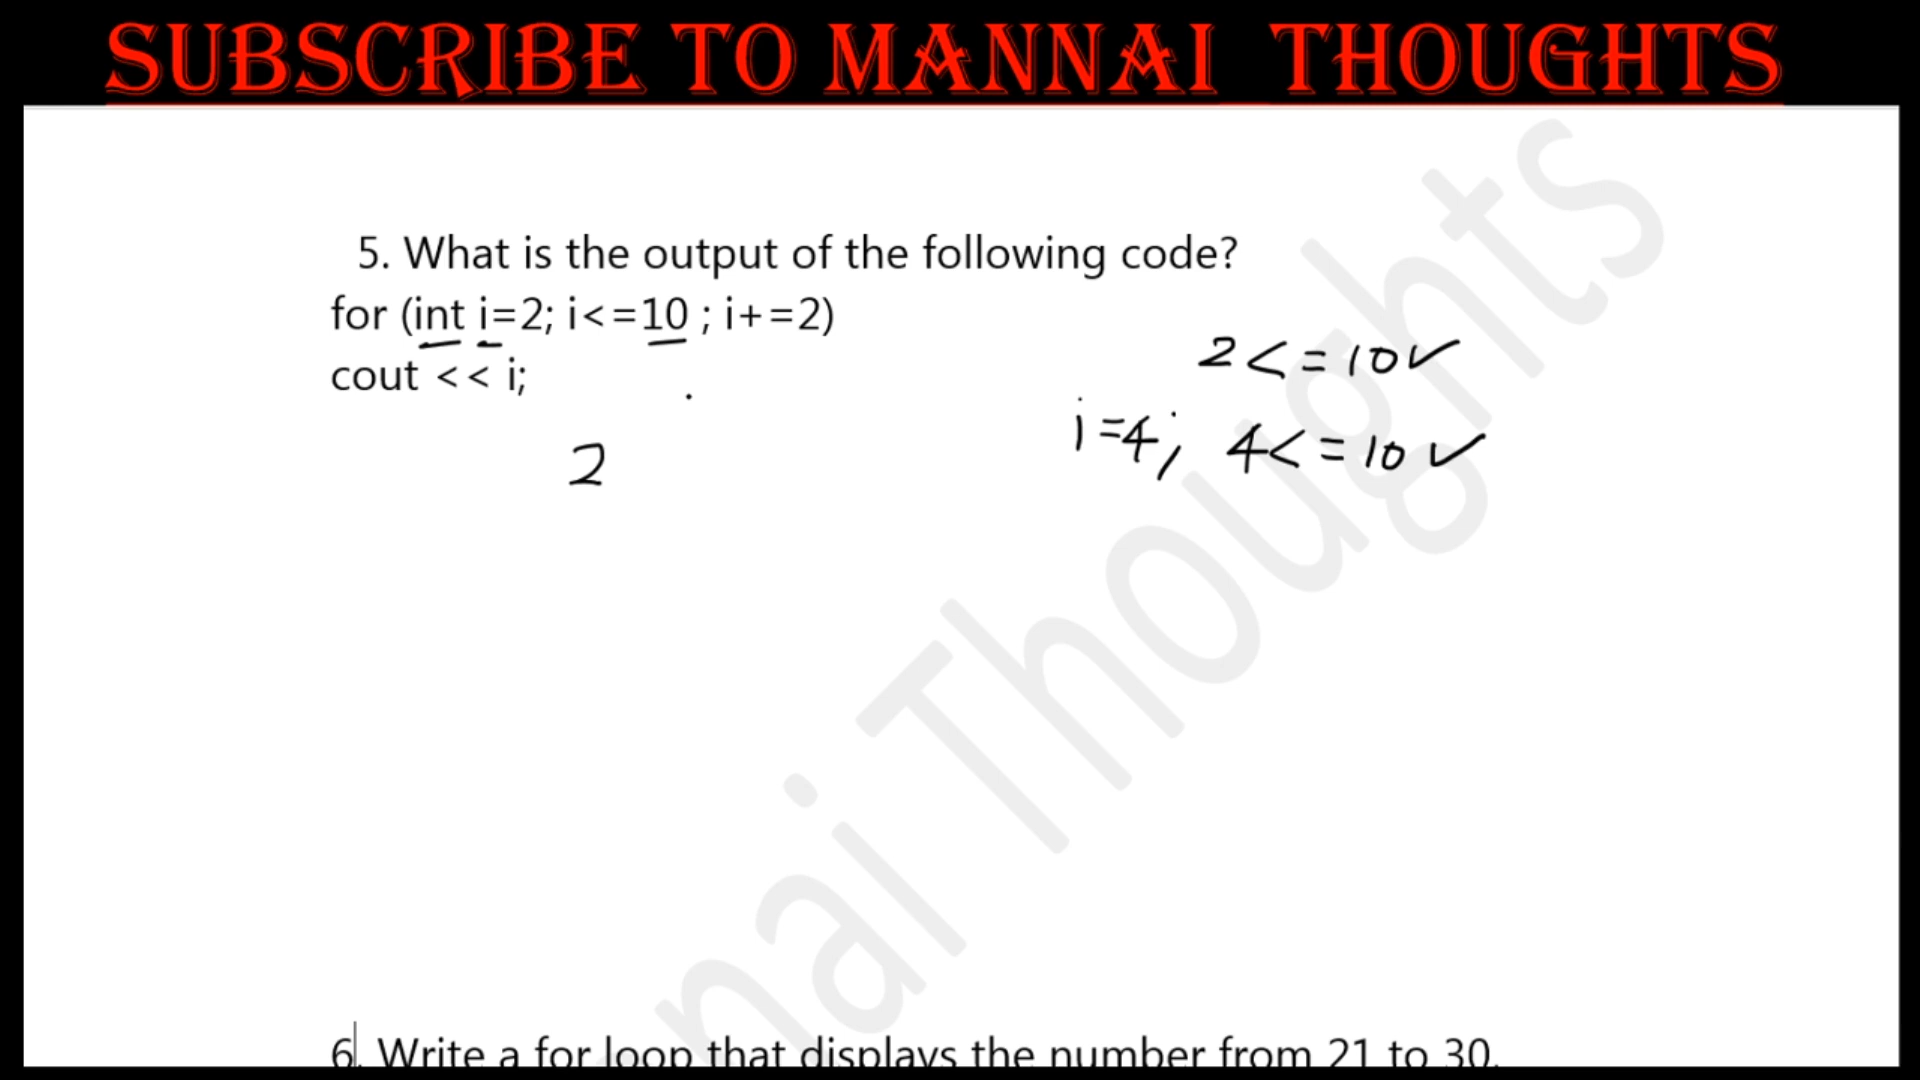 SUBSCRIBE TO MANNAI THOUGHTS
5. What is the output of the following code?
for (int i=2; i<=10 ; i+=2)
cout << i;
2<=10✓
i=4; 4<=10✓
2
nai Thoughts
6. Write a for loop that displays the number from 21 to 30.